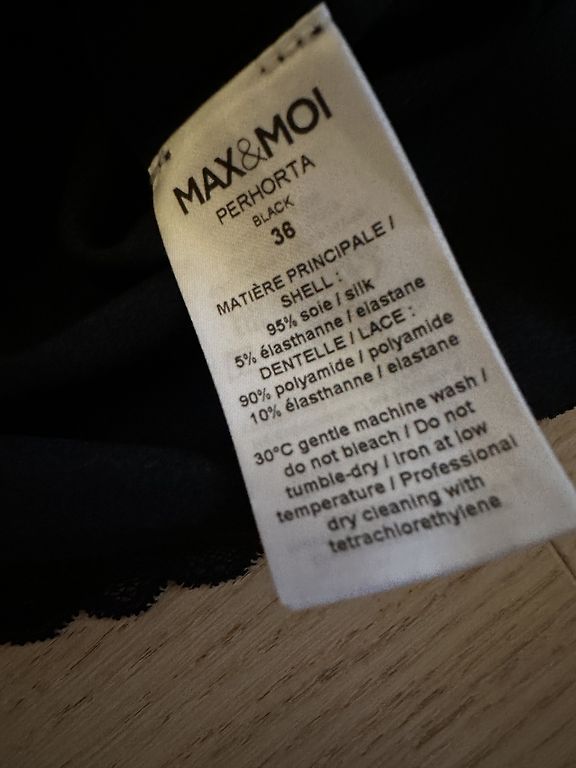 MAX&MOI
PERHORTA
BLACK
36
MATIÈRE PRINCIPALE /
SHELL :
95% soie / silk
5% élasthanne / elastane
DENTELLE / LACE :
90% polyamide / polyamide
10% élasthanne / elastane
30°C gentle machine wash /
do not bleach / Do not
tumble-dry / Iron at low
temperature / Professional
dry cleaning with
tetrachlorethylene